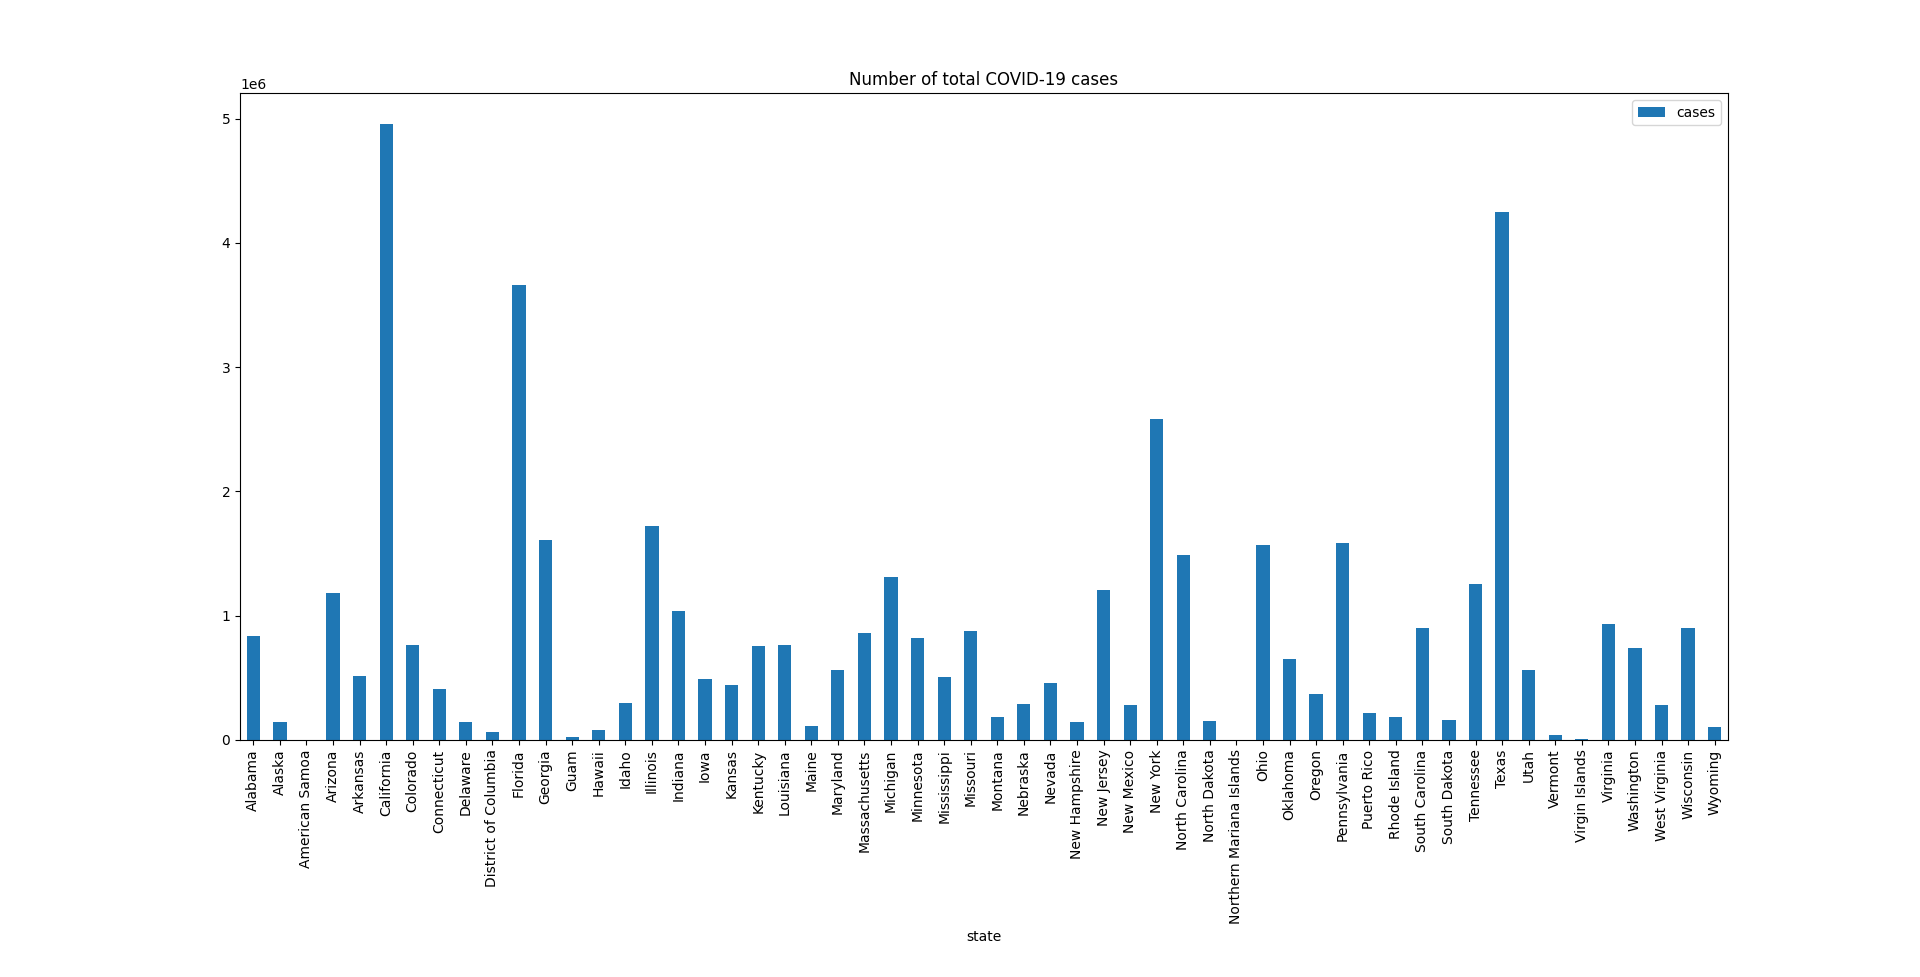 Number of total COVID-19 cases
1e6
cases
5
4
3
2
1
0
Alabama
Alaska
American Samoa
Arizona
Arkansas
California
Colorado
Connecticut
Delaware
District of Columbia
Florida
Georgia
Guam
Hawaii
Idaho
Illinois
Indiana
Iowa
Kansas
Kentucky
Louisiana
Maine
Maryland
Massachusetts
Michigan
Minnesota
Mississippi
Missouri
Montana
Nebraska
Nevada
New Hampshire
New Jersey
New Mexico
New York
North Carolina
North Dakota
Northern Mariana Islands
Ohio
Oklahoma
Oregon
Pennsylvania
Puerto Rico
Rhode Island
South Carolina
South Dakota
Tennessee
Texas
Utah
Vermont
Virgin Islands
Virginia
Washington
West Virginia
Wisconsin
Wyoming
state